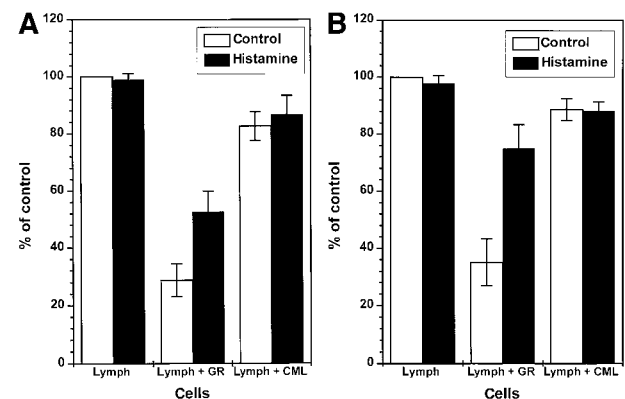 A
120
100
80
60
40
20
0
% of control
Control
Histamine
Lymph
Lymph + GR
Lymph + CML
Cells
B
120
100
80
60
40
20
0
% of control
Control
Histamine
Lymph
Lymph + GR
Lymph + CML
Cells